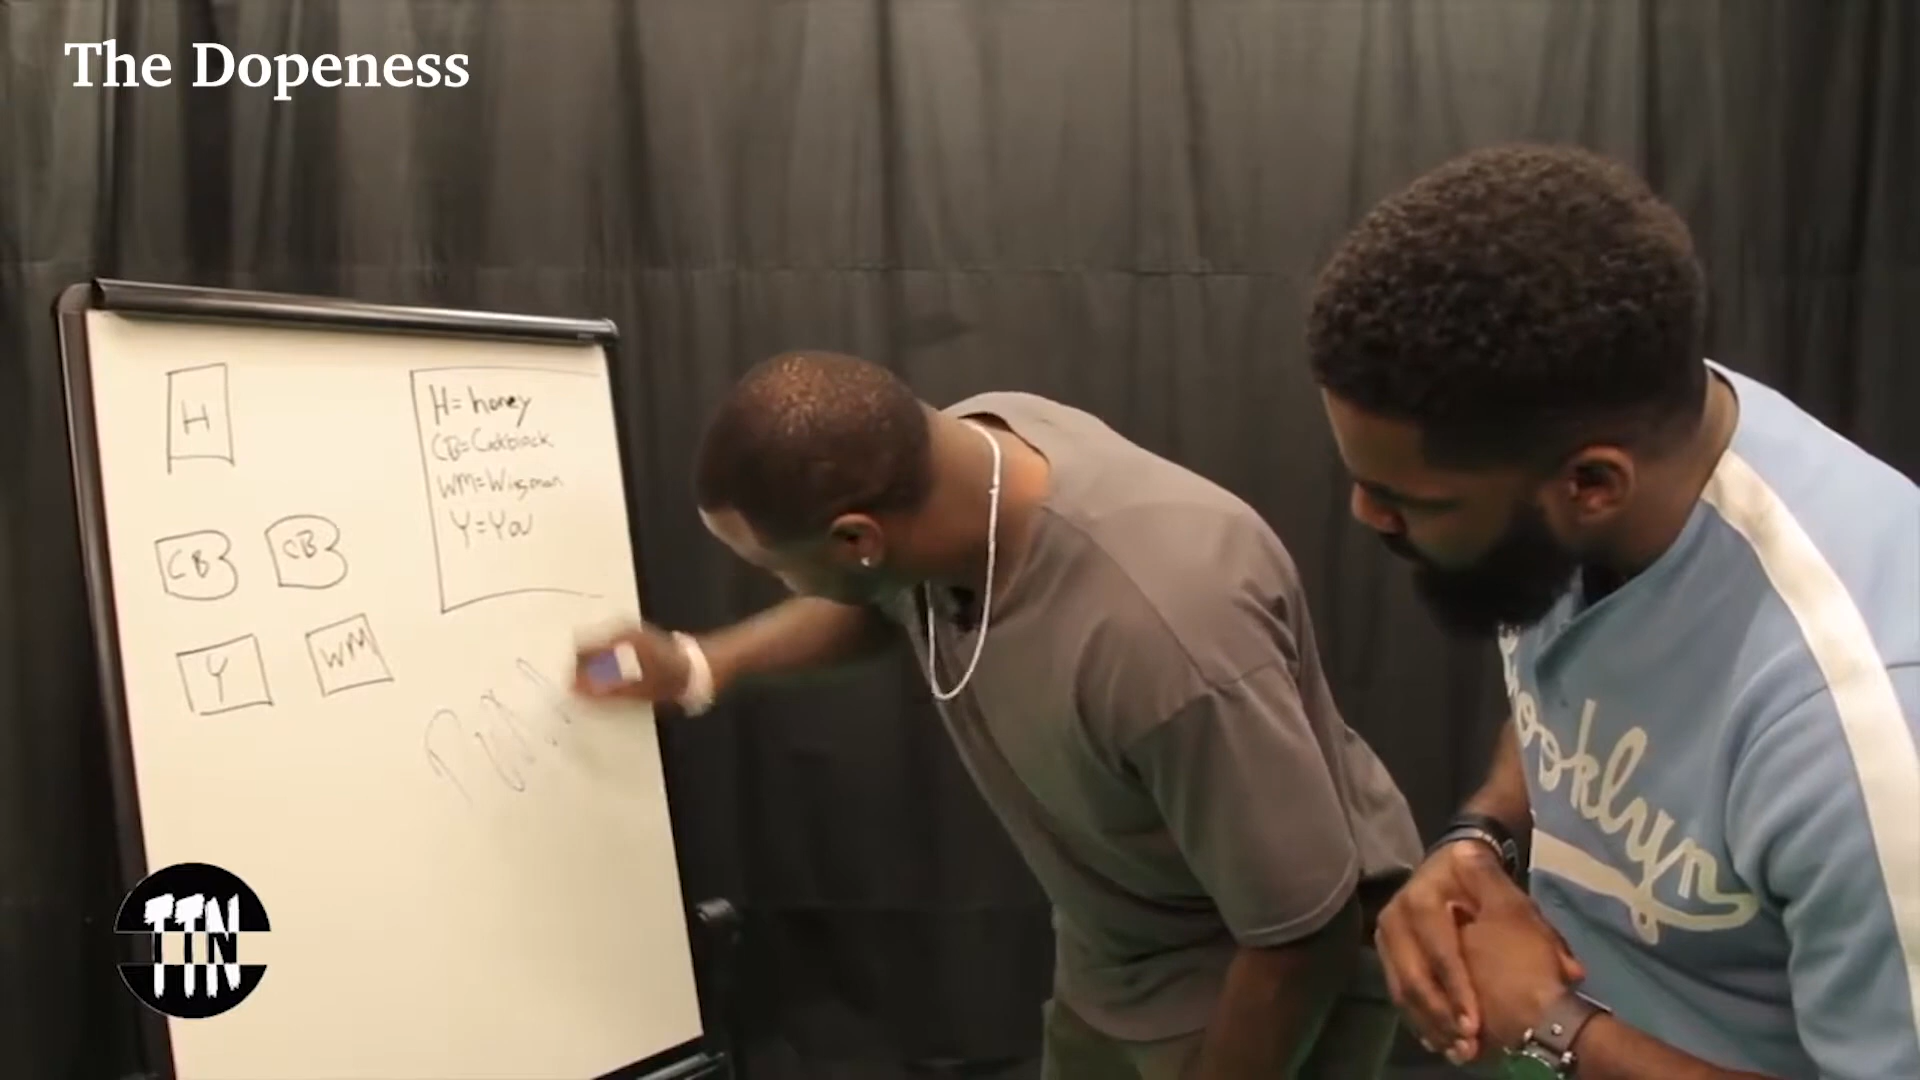 The Dopeness
H
H=honey
CB=Cockblock
WM=Wingman
Y=You
CB CB
Y WM
Brooklyn
TTN